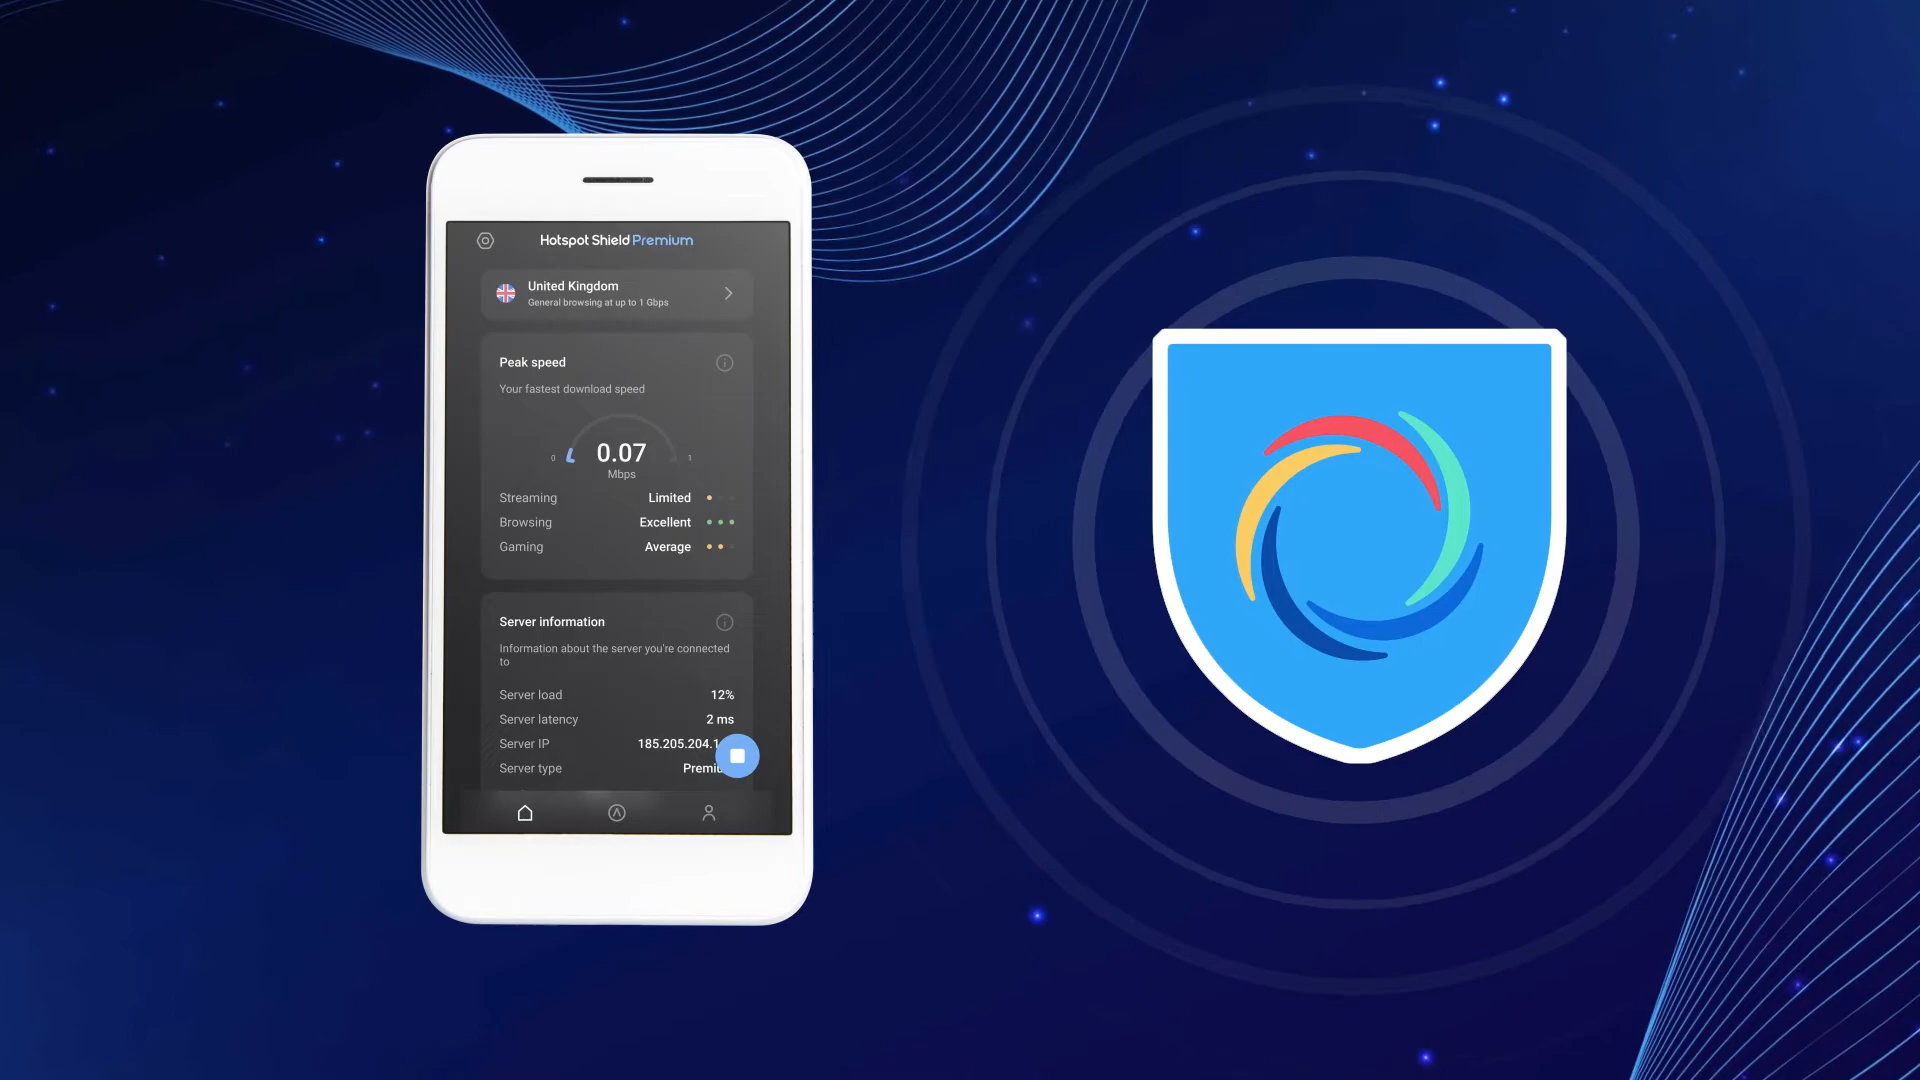 Hotspot Shield Premium
United Kingdom
General browsing at up to 1 Gbps
Peak speed
Your fastest download speed
0 0.07 1
Mbps
Streaming Limited
Browsing Excellent
Gaming Average
Server information
Information about the server you're connected
to
Server load 12%
Server latency 2 ms
Server IP 185.205.204.1
Server type